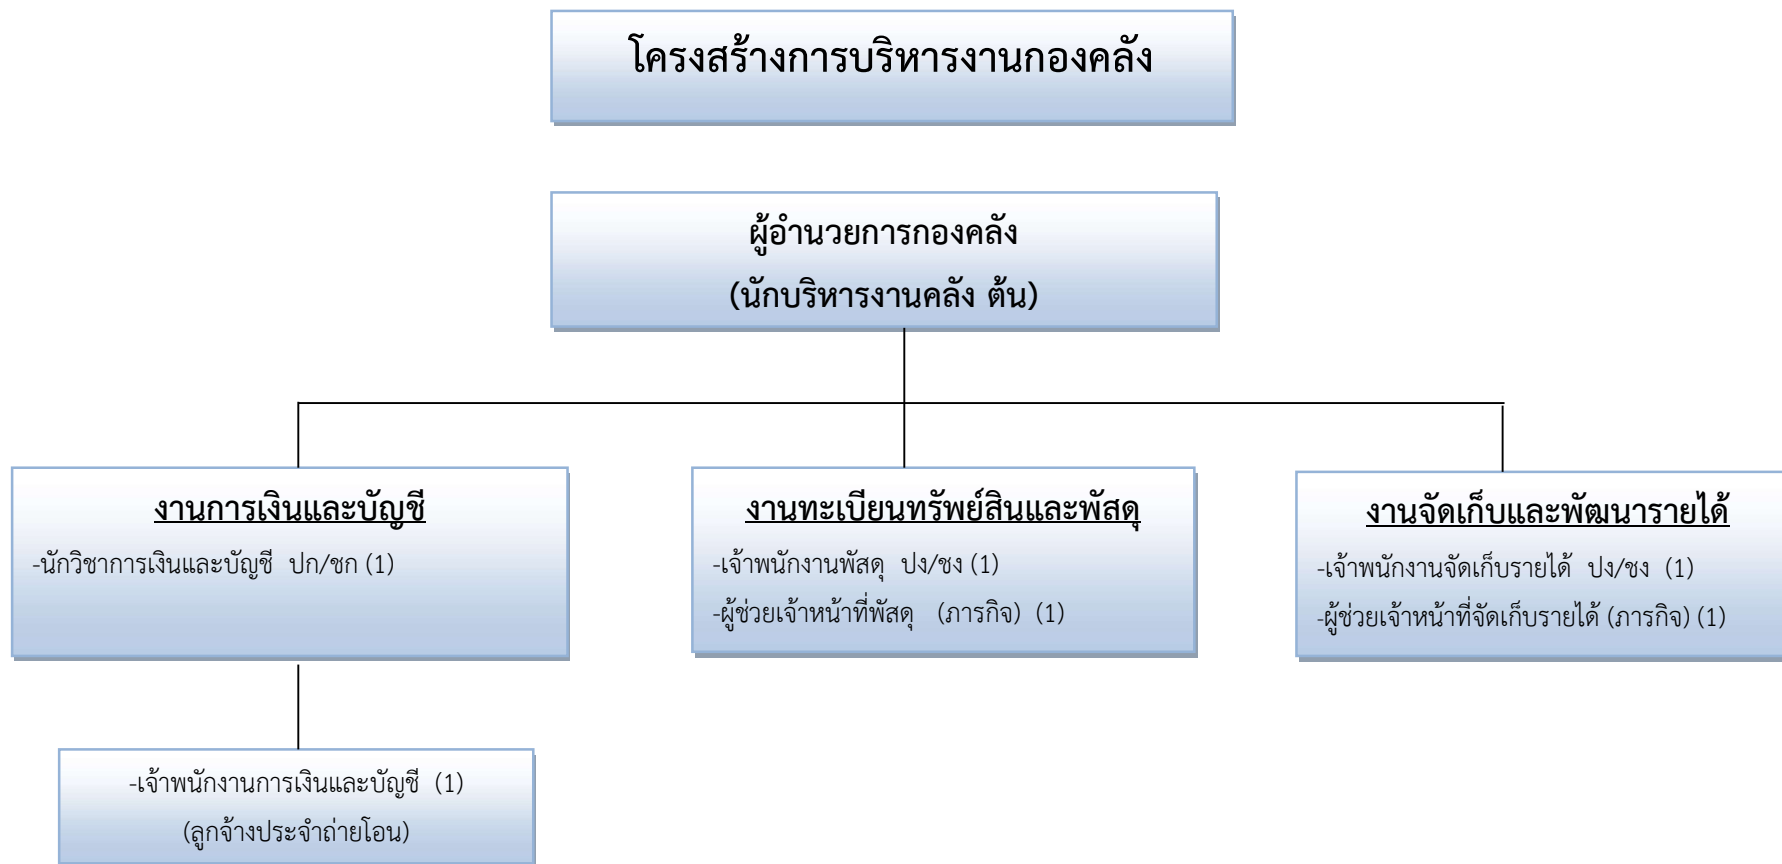 โครงสร้างการบริหารงานกองคลัง
ผู้อำนวยการกองคลัง
(นักบริหารงานคลัง ต้น)
งานการเงินและบัญชี
-นักวิชาการเงินและบัญชี ปก/ชก (1)
งานทะเบียนทรัพย์สินและพัสดุ
-เจ้าพนักงานพัสดุ ปง/ชง (1)
-ผู้ช่วยเจ้าหน้าที่พัสดุ (ภารกิจ) (1)
งานจัดเก็บและพัฒนารายได้
-เจ้าพนักงานจัดเก็บรายได้ ปง/ชง (1)
-ผู้ช่วยเจ้าหน้าที่จัดเก็บรายได้ (ภารกิจ) (1)
-เจ้าพนักงานการเงินและบัญชี (1)
(ลูกจ้างประจำถ่ายโอน)